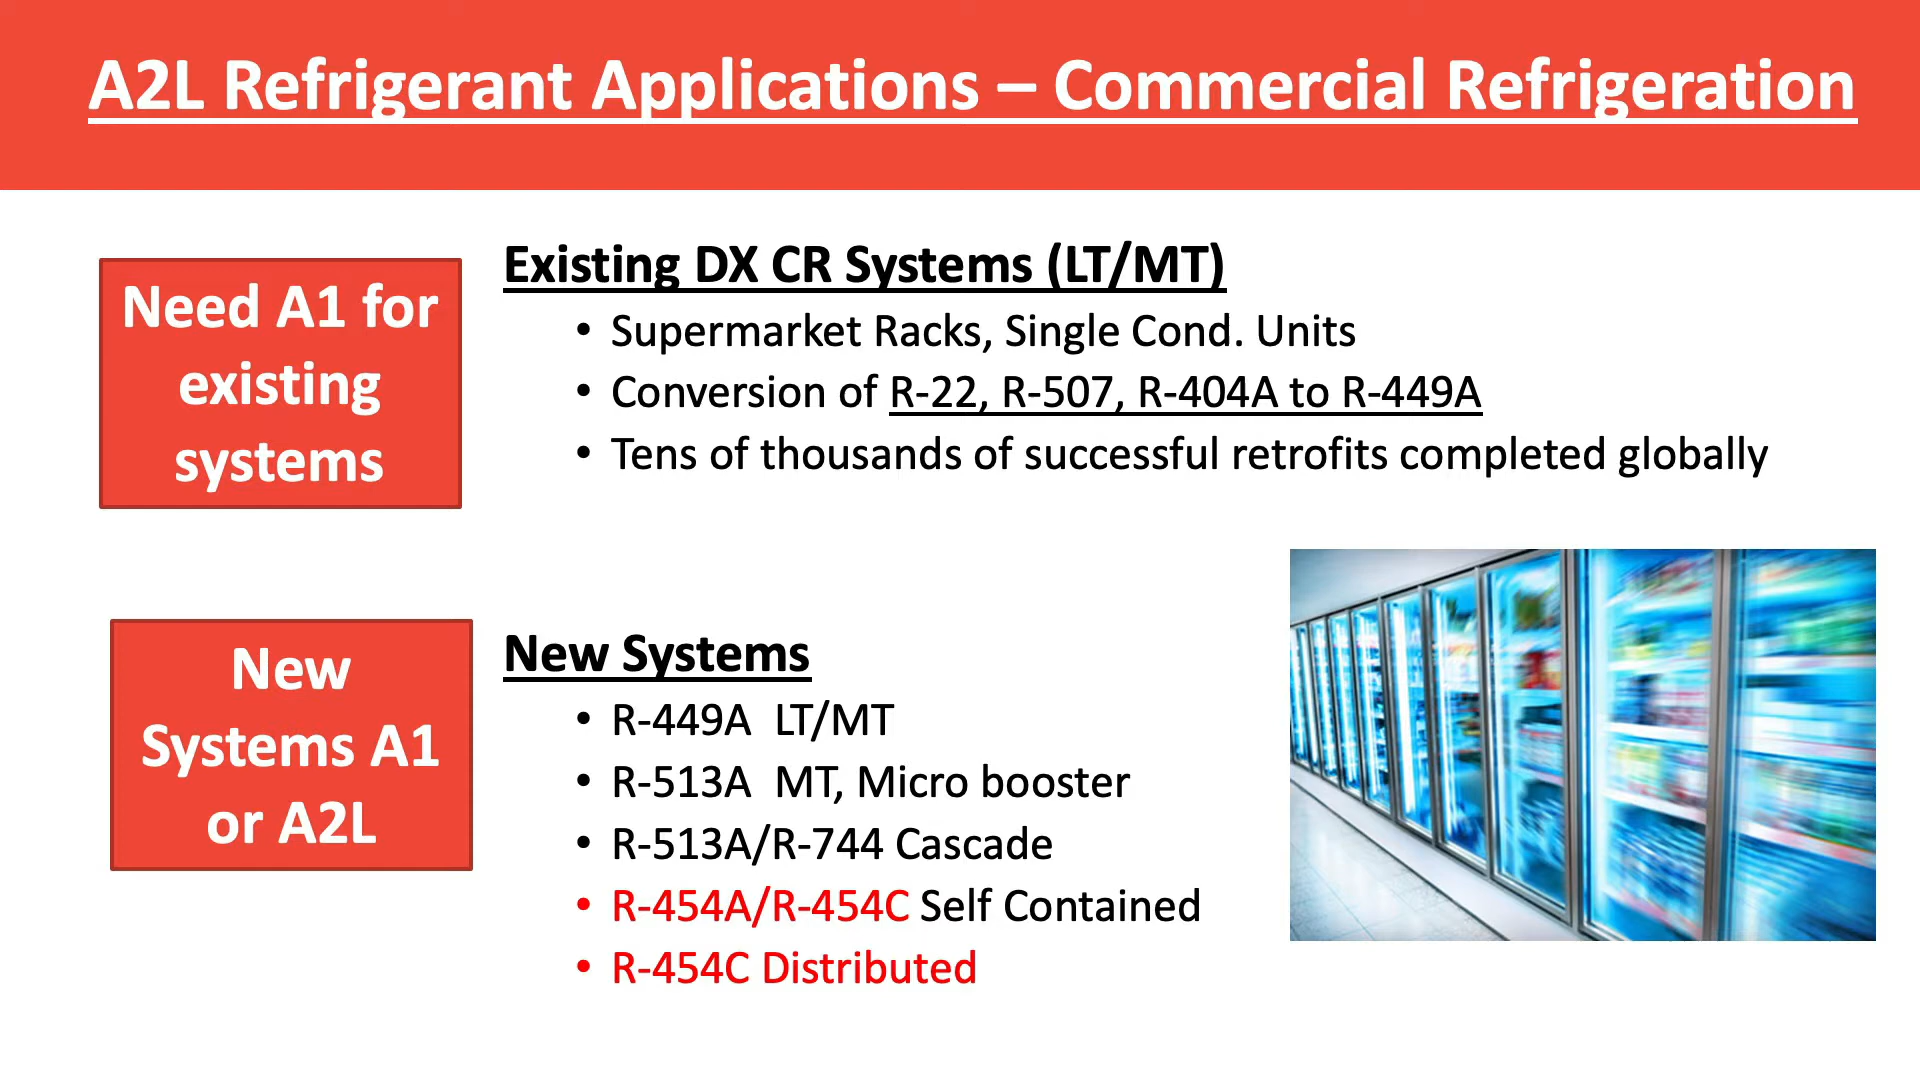 A2L Refrigerant Applications – Commercial Refrigeration
Need A1 for
existing
systems
Existing DX CR Systems (LT/MT)
• Supermarket Racks, Single Cond. Units
• Conversion of R-22, R-507, R-404A to R-449A
• Tens of thousands of successful retrofits completed globally
New
Systems A1
or A2L
New Systems
• R-449A  LT/MT
• R-513A  MT, Micro booster
• R-513A/R-744 Cascade
• R-454A/R-454C Self Contained
• R-454C Distributed